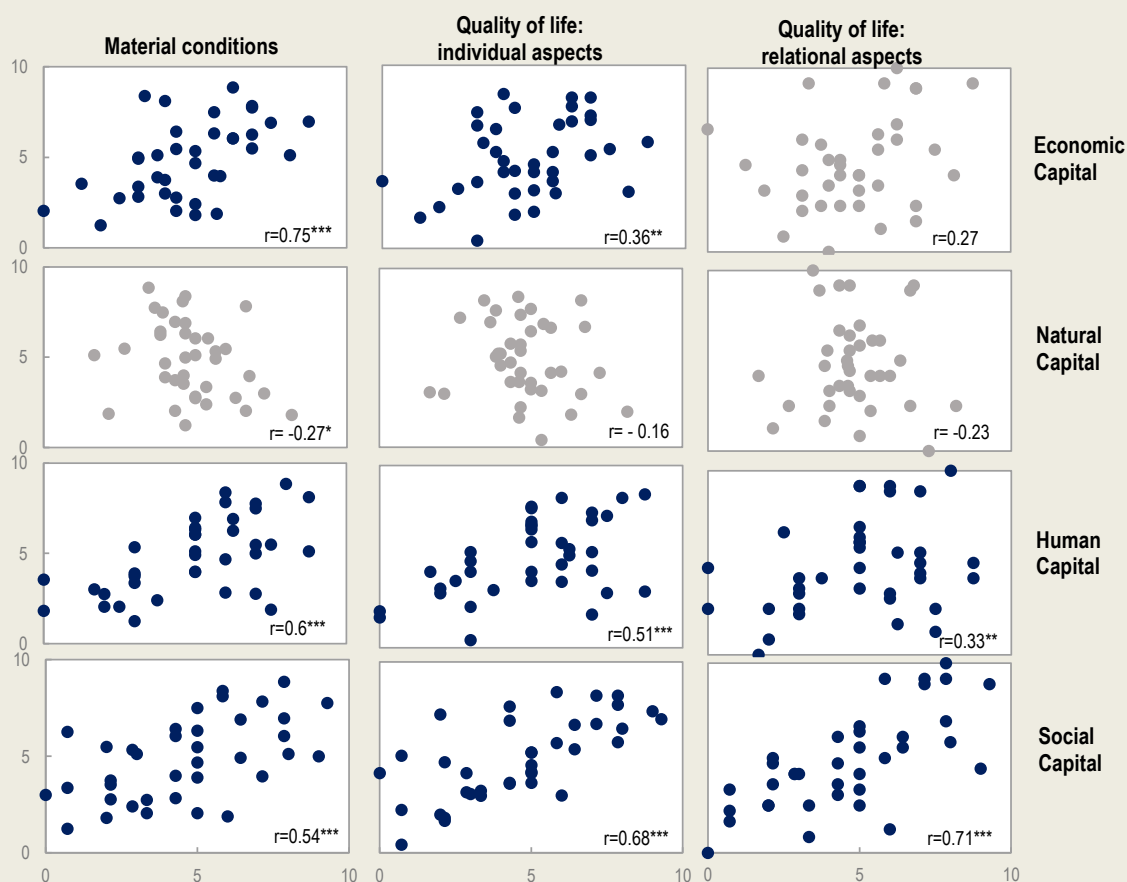 Material conditions
Quality of life:
individual aspects
Quality of life:
relational aspects
10
5
0
r=0.75***
r=0.36**
r=0.27
Economic
Capital
10
5
0
r= -0.27*
r= - 0.16
r= -0.23
Natural
Capital
10
5
0
r=0.6***
r=0.51***
r=0.33**
Human
Capital
10
5
0
r=0.54***
r=0.68***
r=0.71***
Social
Capital
0 5 10
0 5 10
0 5 10